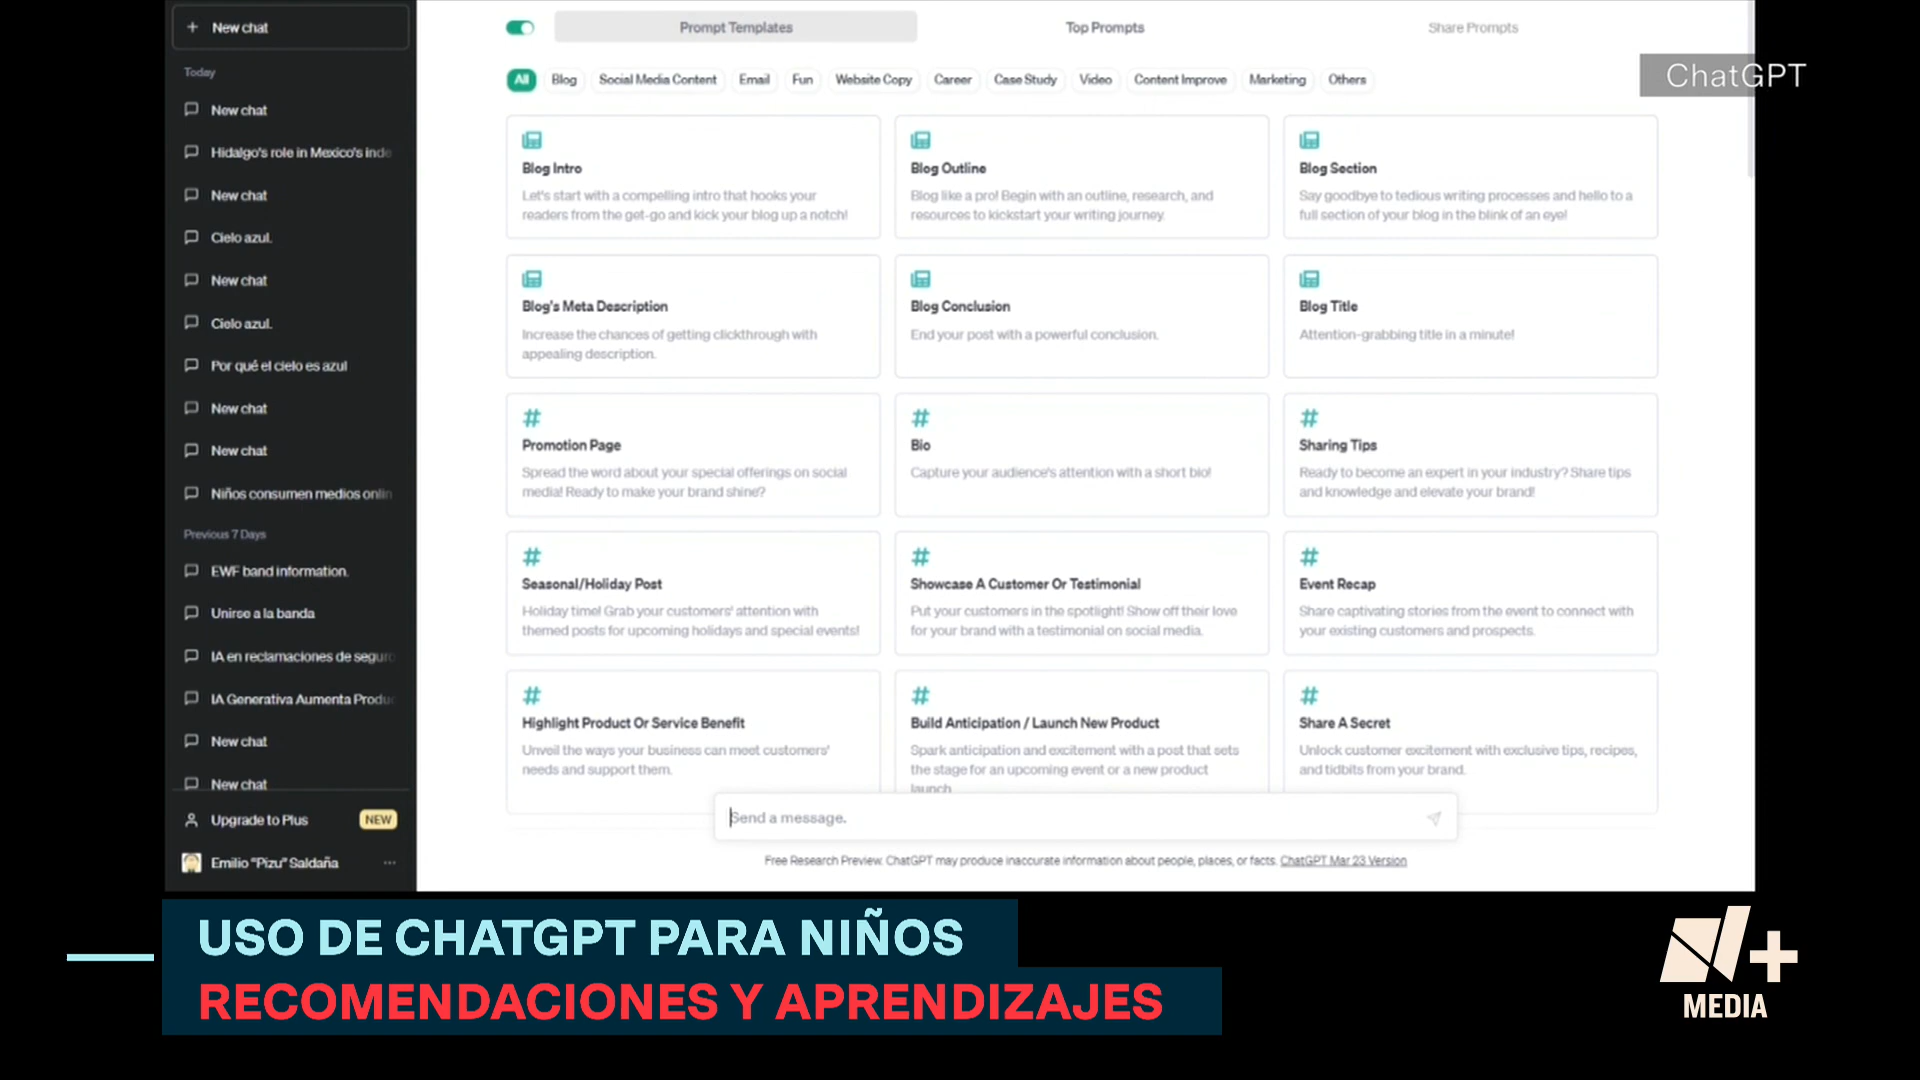 New chat
Today
New chat
Hidalgo's role in Mexico's inde
New chat
Cielo azul.
New chat
Cielo azul.
Por qué el cielo es azul
New chat
New chat
Niños consumen medios onlin
Previous 7 Days
EWF band information.
Unirse a la banda
IA en reclamaciones de seguro
IA Generativa Aumenta Produc
New chat
New chat
Upgrade to Plus NEW
Emilio "Pizu" Saldaña
Prompt Templates Top Prompts Share Prompts
ChatGPT
All Blog Social Media Content Email Fun Website Copy Career Case Study Video Content Improve Marketing Others
Blog Intro
Let's start with a compelling intro that hooks your
readers from the get-go and kick your blog up a notch!
Blog Outline
Blog like a pro! Begin with an outline, research, and
resources to kickstart your writing journey.
Blog Section
Say goodbye to tedious writing processes and hello to a
full section of your blog in the blink of an eye!
Blog's Meta Description
Increase the chances of getting clickthrough with
appealing description.
Blog Conclusion
End your post with a powerful conclusion.
Blog Title
Attention-grabbing title in a minute!
Promotion Page
Spread the word about your special offerings on social
media! Ready to make your brand shine?
Bio
Capture your audience's attention with a short bio!
Sharing Tips
Ready to become an expert in your industry? Share tips
and knowledge and elevate your brand!
Seasonal/Holiday Post
Holiday time! Grab your customers' attention with
themed posts for upcoming holidays and special events!
Showcase A Customer Or Testimonial
Put your customers in the spotlight! Show off their love
for your brand with a testimonial on social media.
Event Recap
Share captivating stories from the event to connect with
your existing customers and prospects.
Highlight Product Or Service Benefit
Unveil the ways your business can meet customers'
needs and support them.
Build Anticipation / Launch New Product
Spark anticipation and excitement with a post that sets
the stage for an upcoming event or a new product
launch
Share A Secret
Unlock customer excitement with exclusive tips, recipes,
and tidbits from your brand.
Send a message.
Free Research Preview. ChatGPT may produce inaccurate information about people, places, or facts. ChatGPT Mar 23 Version
USO DE CHATGPT PARA NIÑOS
RECOMENDACIONES Y APRENDIZAJES
N+
MEDIA